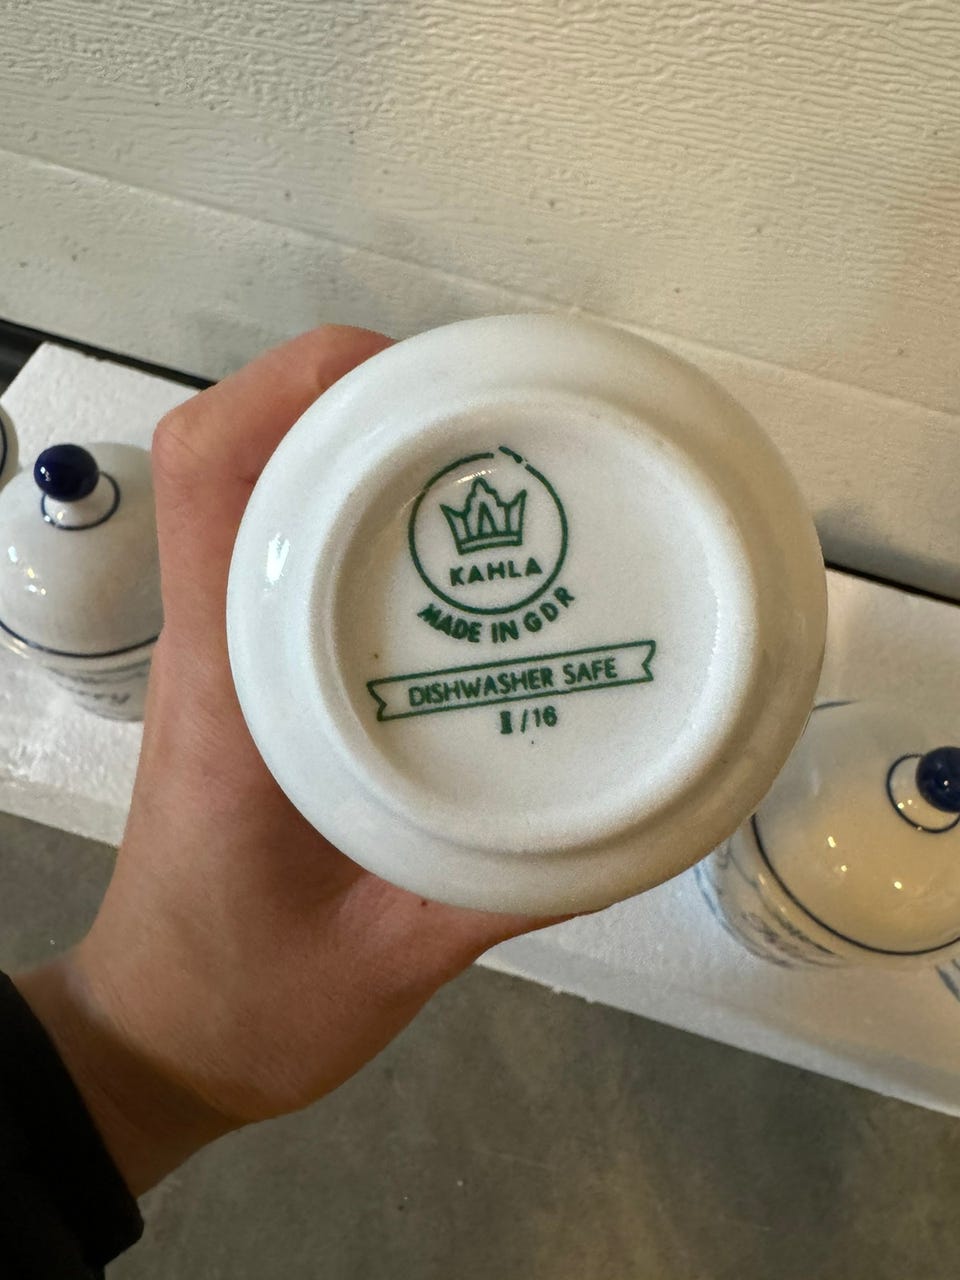 KAHLA
MADE IN GDR
DISHWASHER SAFE
II/16